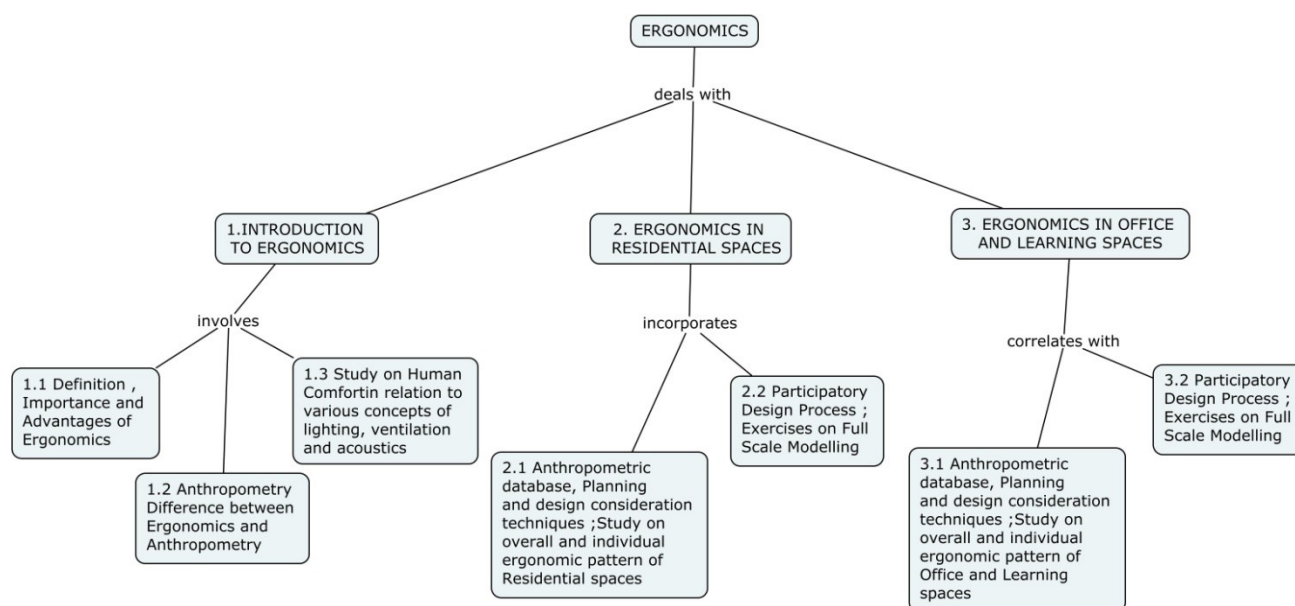 ERGONOMICS
deals with
1.INTRODUCTION
TO ERGONOMICS
2. ERGONOMICS IN
RESIDENTIAL SPACES
3. ERGONOMICS IN OFFICE
AND LEARNING SPACES
involves
incorporates
correlates with
1.1 Definition ,
Importance and
Advantages of
Ergonomics
1.2 Anthropometry
Difference between
Ergonomics and
Anthropometry
1.3 Study on Human
Comfortin relation to
various concepts of
lighting, ventilation
and acoustics
2.1 Anthropometric
database, Planning
and design consideration
techniques ;Study on
overall and individual
ergonomic pattern of
Residential spaces
2.2 Participatory
Design Process ;
Exercises on Full
Scale Modelling
3.1 Anthropometric
database, Planning
and design consideration
techniques ;Study on
overall and individual
ergonomic pattern of
Office and Learning
spaces
3.2 Participatory
Design Process ;
Exercises on Full
Scale Modelling